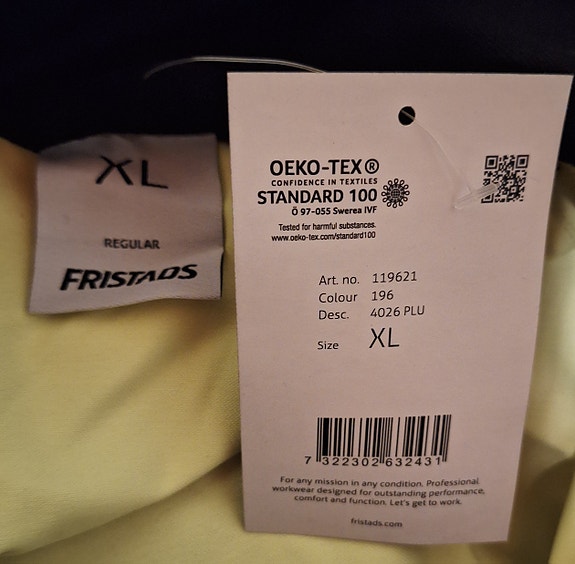 XL
REGULAR
FRISTADS
OEKO-TEX®
CONFIDENCE IN TEXTILES
STANDARD 100
Ö 97-055 Swerea IVF
Tested for harmful substances.
www.oeko-tex.com/standard100
Art. no. 119621
Colour 196
Desc. 4026 PLU
Size XL
7 322302 632431
For any mission in any condition. Professional
workwear designed for outstanding performance,
comfort and function. Let's get to work.
fristads.com